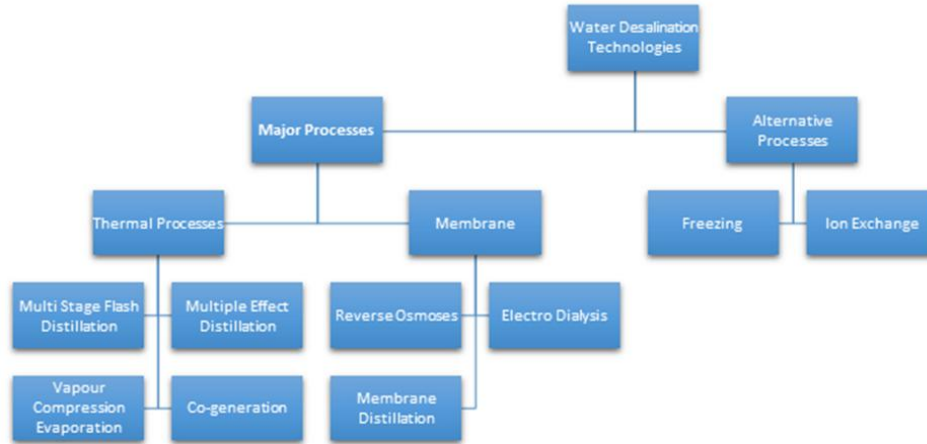 Water Desalination
Technologies
Major Processes
Alternative
Processes
Thermal Processes
Membrane
Freezing
Ion Exchange
Multi Stage Flash
Distillation
Multiple Effect
Distillation
Reverse Osmoses
Electro Dialysis
Vapour
Compression
Evaporation
Co-generation
Membrane
Distillation